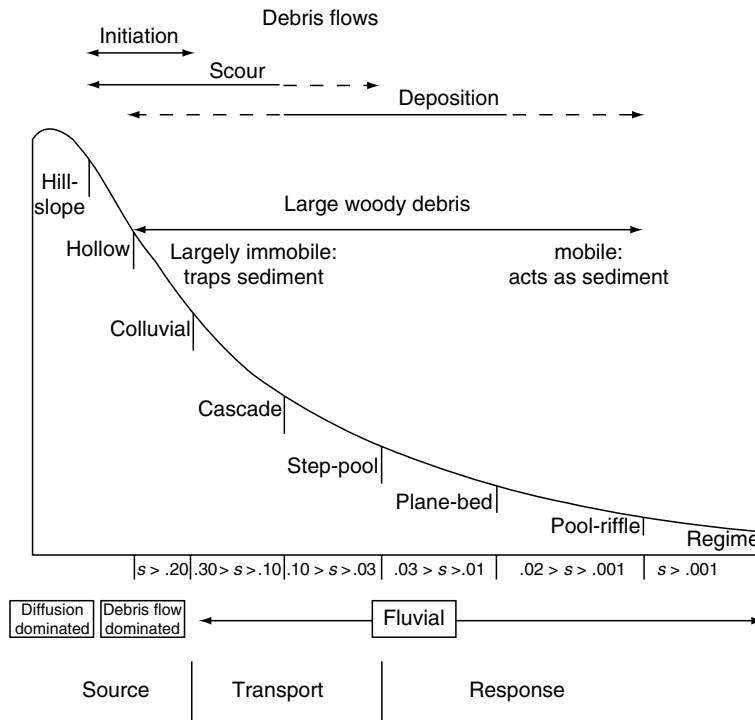 Debris flows
Initiation
Scour
Deposition
Hill-
slope
Large woody debris
Hollow
Largely immobile:
traps sediment
mobile:
acts as sediment
Colluvial
Cascade
Step-pool
Plane-bed
Pool-riffle
Regime
s > .20
.30 > s > .10
.10 > s > .03
.03 > s > .01
.02 > s > .001
s > .001
Diffusion
dominated
Debris flow
dominated
Fluvial
Source
Transport
Response